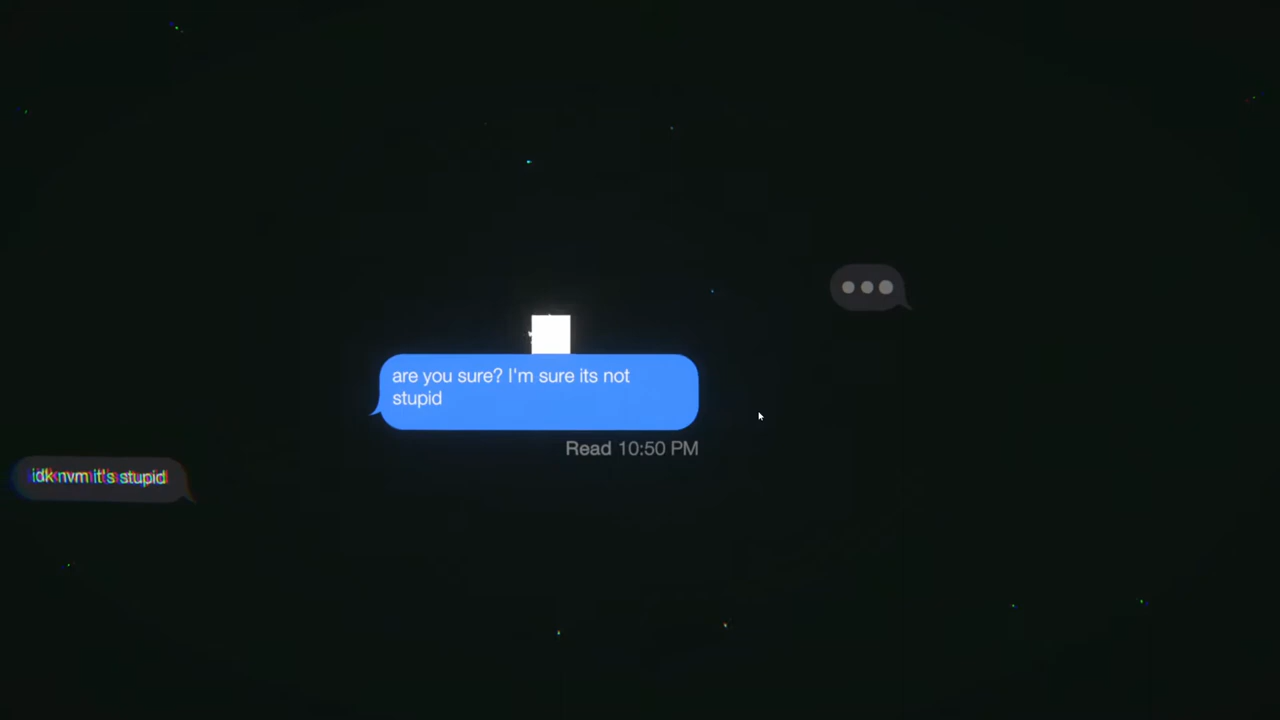 are you sure? I'm sure its not
stupid
Read 10:50 PM
idk nvm it's stupid